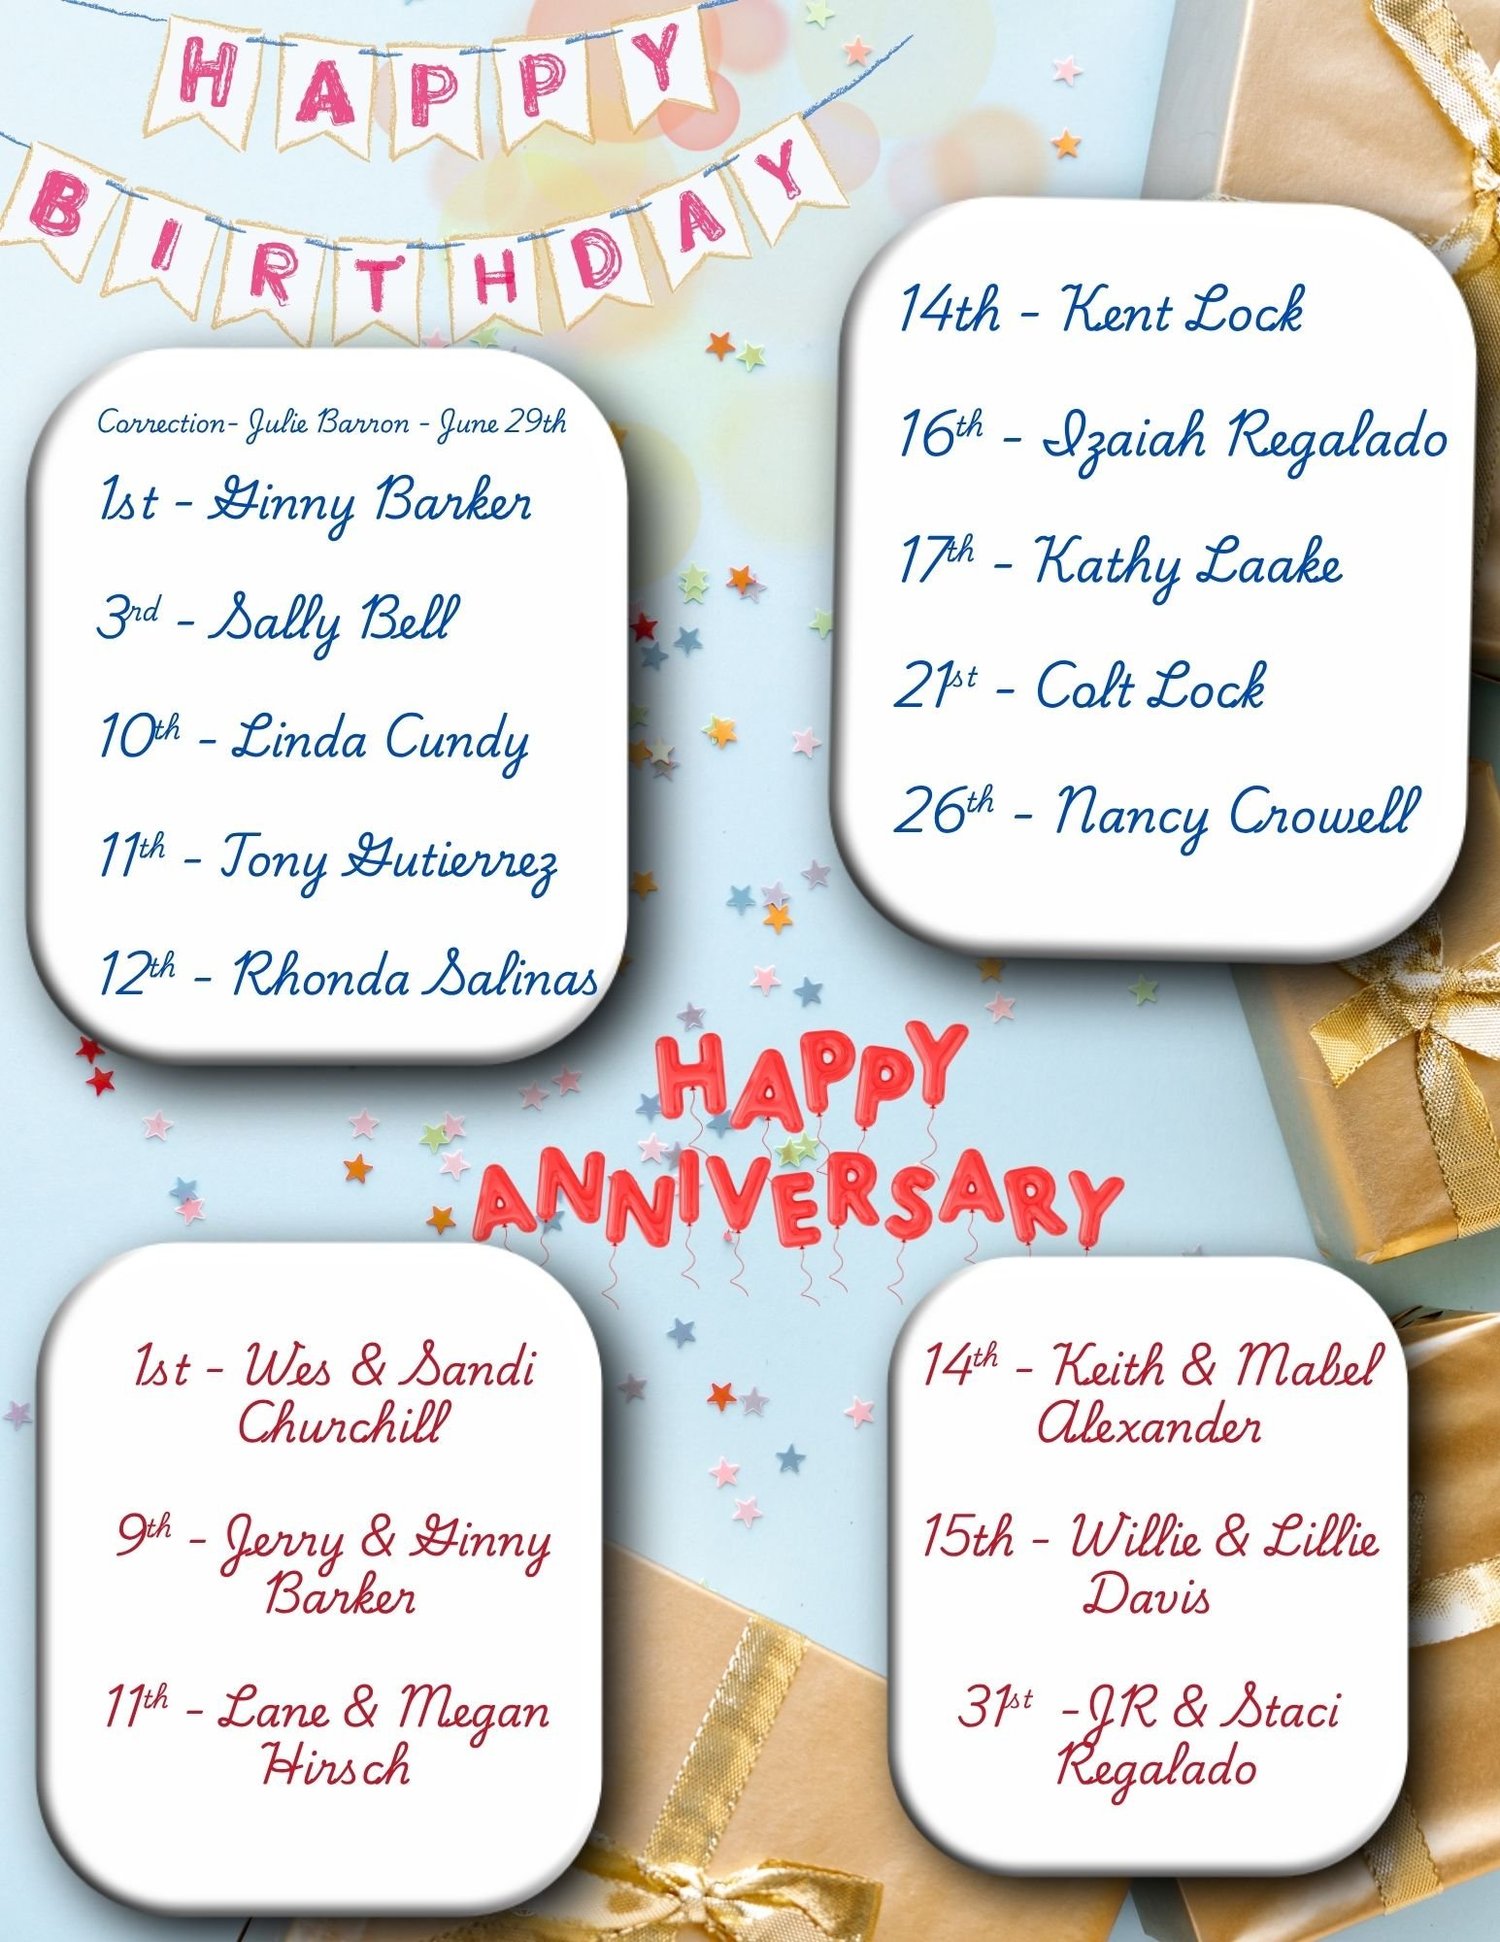 HAPPY
BIRTHDAY
Correction- Julie Barron - June 29th
1st - Ginny Barker
3rd - Sally Bell
10th - Linda Cundy
11th - Tony Gutierrez
12th - Rhonda Salinas
14th - Kent Lock
16th - Izaiah Regalado
17th - Kathy Laake
21st - Colt Lock
26th - Nancy Crowell
HAPPY
ANNIVERSARY
1st - Wes & Sandi
Churchill
9th - Jerry & Ginny
Barker
11th - Lane & Megan
Hirsch
14th - Keith & Mabel
Alexander
15th - Willie & Lillie
Davis
31st -JR & Staci
Regalado